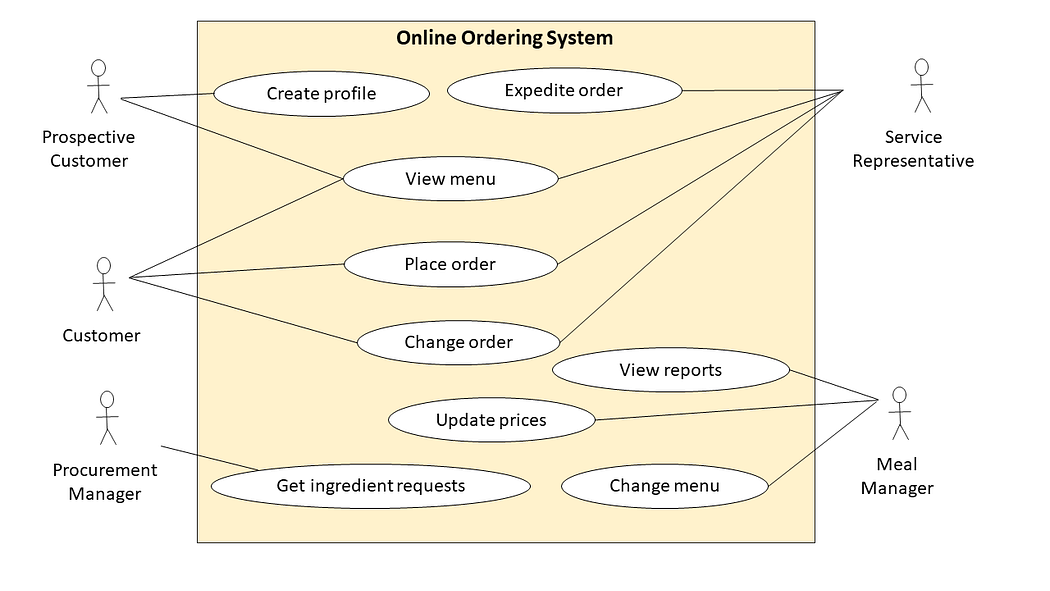 Online Ordering System
Create profile
Expedite order
Prospective
Customer
Service
Representative
View menu
Place order
Customer
Change order
View reports
Update prices
Procurement
Manager
Get ingredient requests
Change menu
Meal
Manager